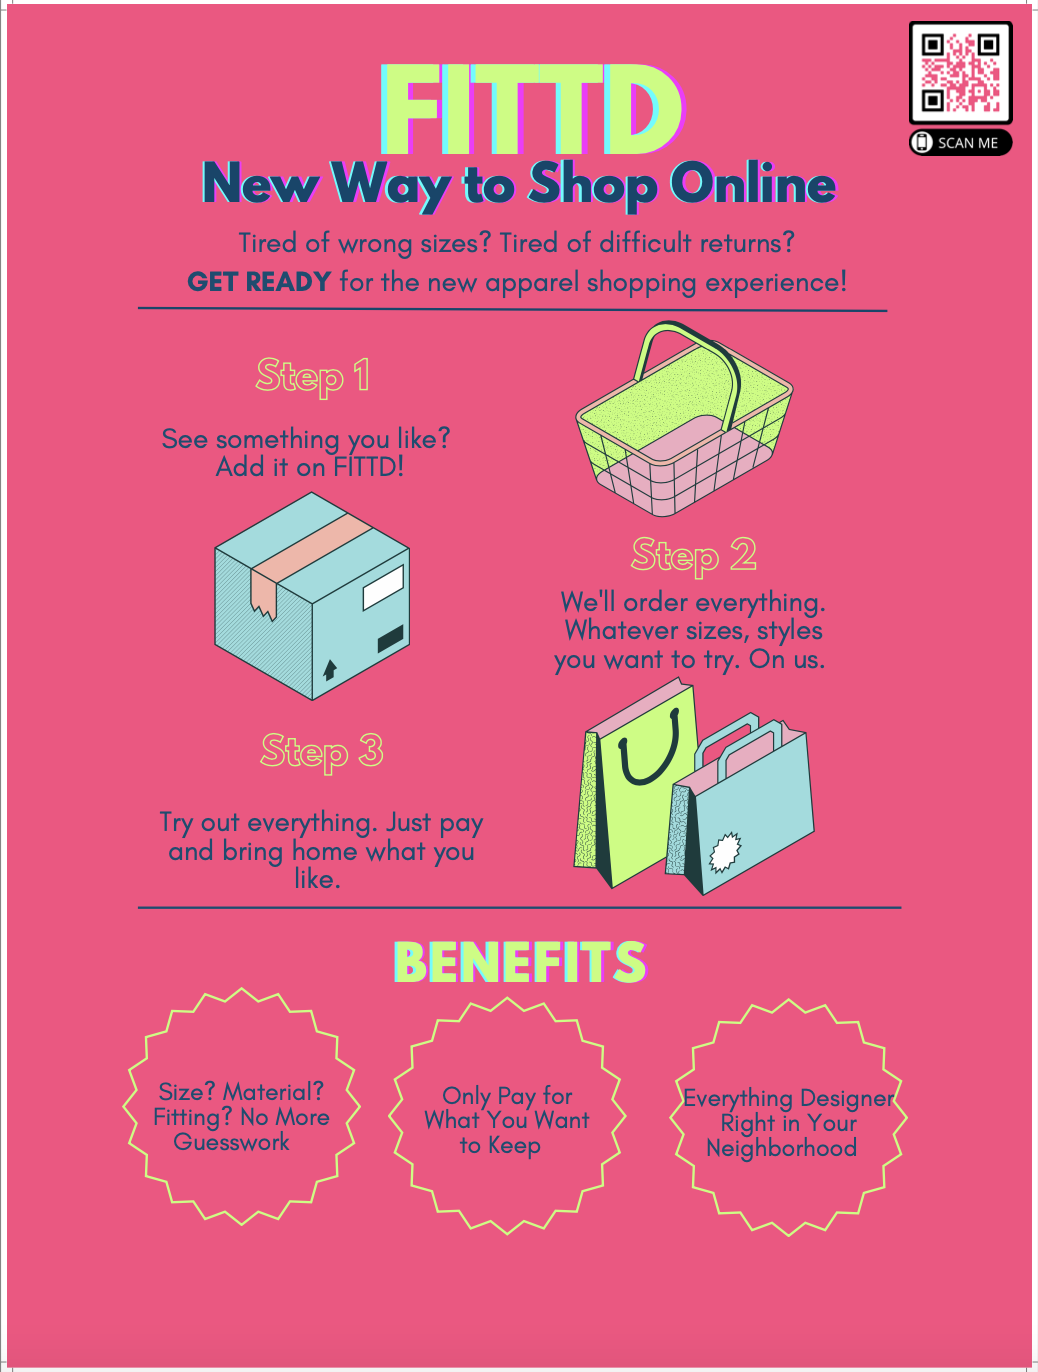 SCAN ME
FITTD
New Way to Shop Online
Tired of wrong sizes? Tired of difficult returns?
GET READY for the new apparel shopping experience!
Step 1
See something you like?
Add it on FITTD!
Step 2
We'll order everything.
Whatever sizes, styles
you want to try. On us.
Step 3
Try out everything. Just pay
and bring home what you
like.
BENEFITS
Size? Material?
Fitting? No More
Guesswork
Only Pay for
What You Want
to Keep
Everything Designer
Right in Your
Neighborhood